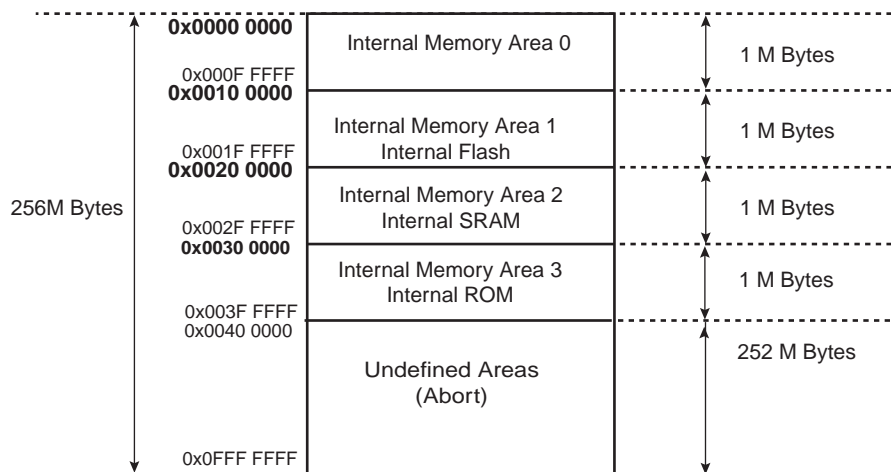 0x0000 0000
Internal Memory Area 0
1 M Bytes
0x000F FFFF
0x0010 0000
Internal Memory Area 1
Internal Flash
1 M Bytes
0x001F FFFF
0x0020 0000
256M Bytes
Internal Memory Area 2
Internal SRAM
1 M Bytes
0x002F FFFF
0x0030 0000
Internal Memory Area 3
Internal ROM
1 M Bytes
0x003F FFFF
0x0040 0000
252 M Bytes
Undefined Areas
(Abort)
0x0FFF FFFF